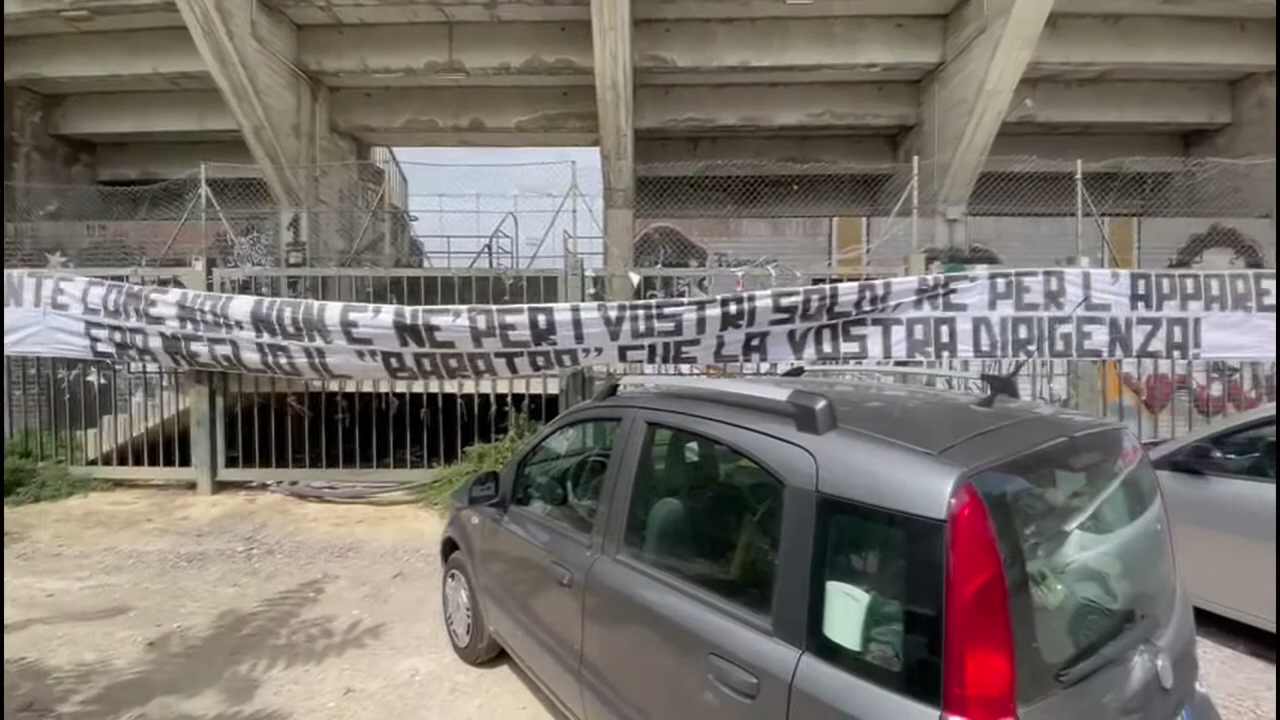 NTE COME NOI. NON E' NE' PER I VOSTRI SOLDI, NE' PER L'APPARE
ERA MEGLIO IL "BARATRO" CHE LA VOSTRA DIRIGENZA!